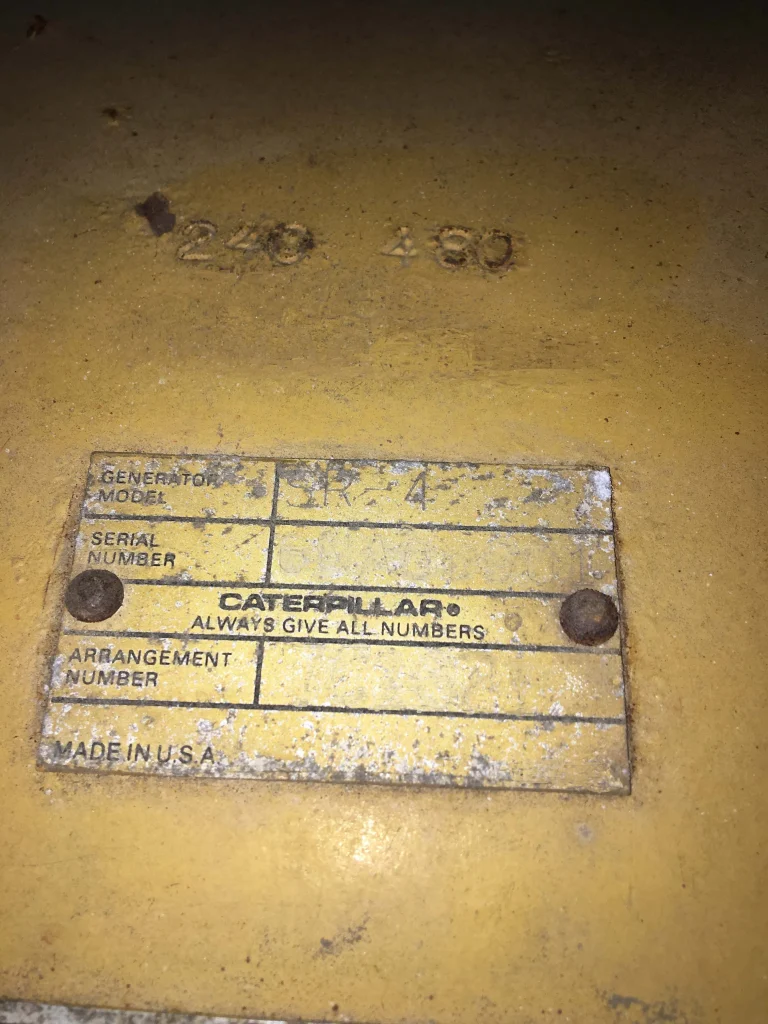 240 480
GENERATOR MODEL SR-4
SERIAL NUMBER
CATERPILLAR
ALWAYS GIVE ALL NUMBERS
ARRANGEMENT NUMBER
MADE IN U.S.A